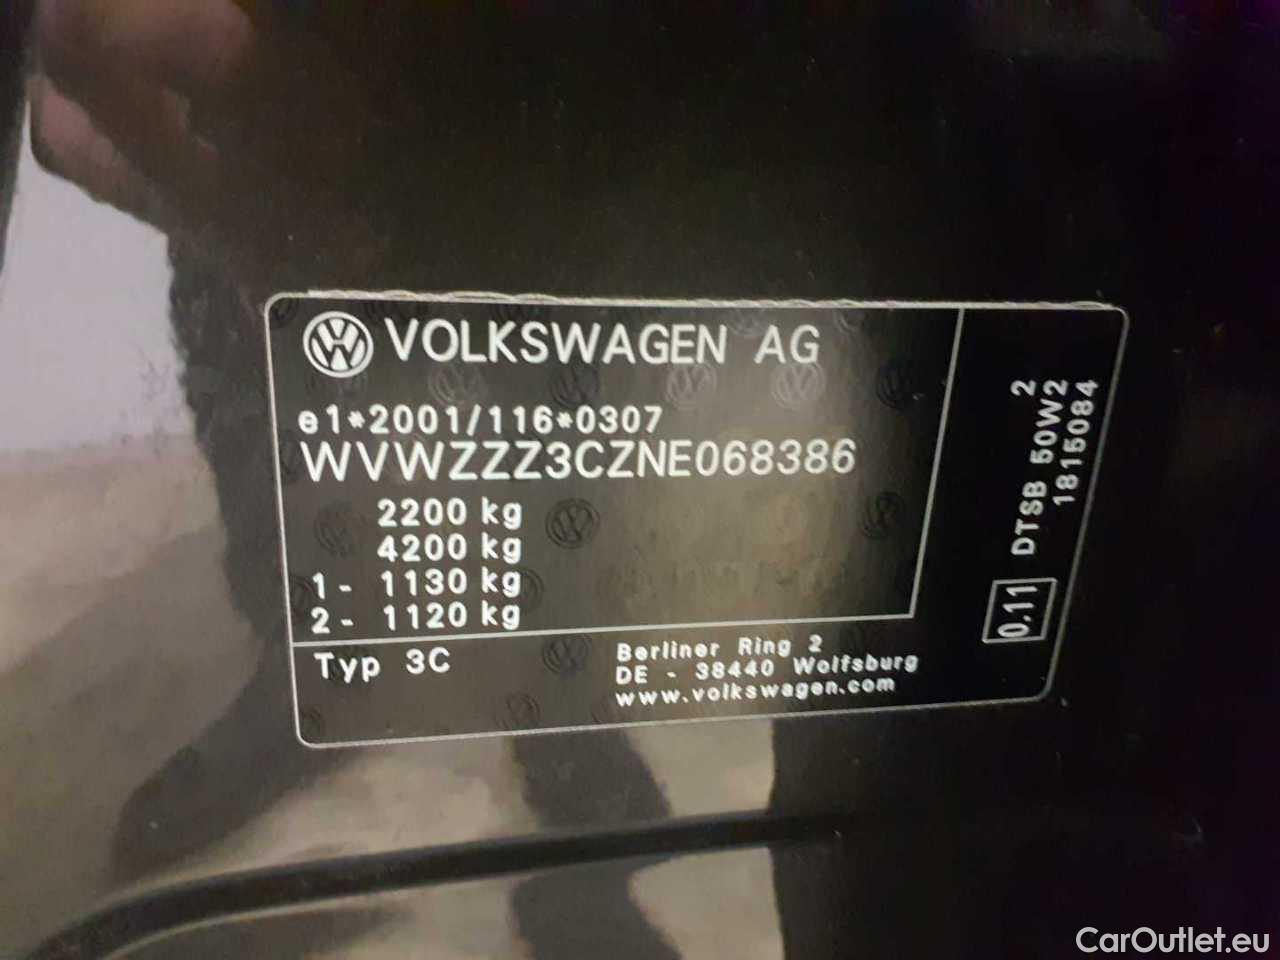 VOLKSWAGEN AG
e1*2001/116*0307
WVWZZZ3CZNE068386
2200 kg
4200 kg
1- 1130 kg
2- 1120 kg
Typ 3C
Berliner Ring 2
DE - 38440 Wolfsburg
www.volkswagen.com
2
DTSB 50W2
1815084
0.11
CarOutlet.eu